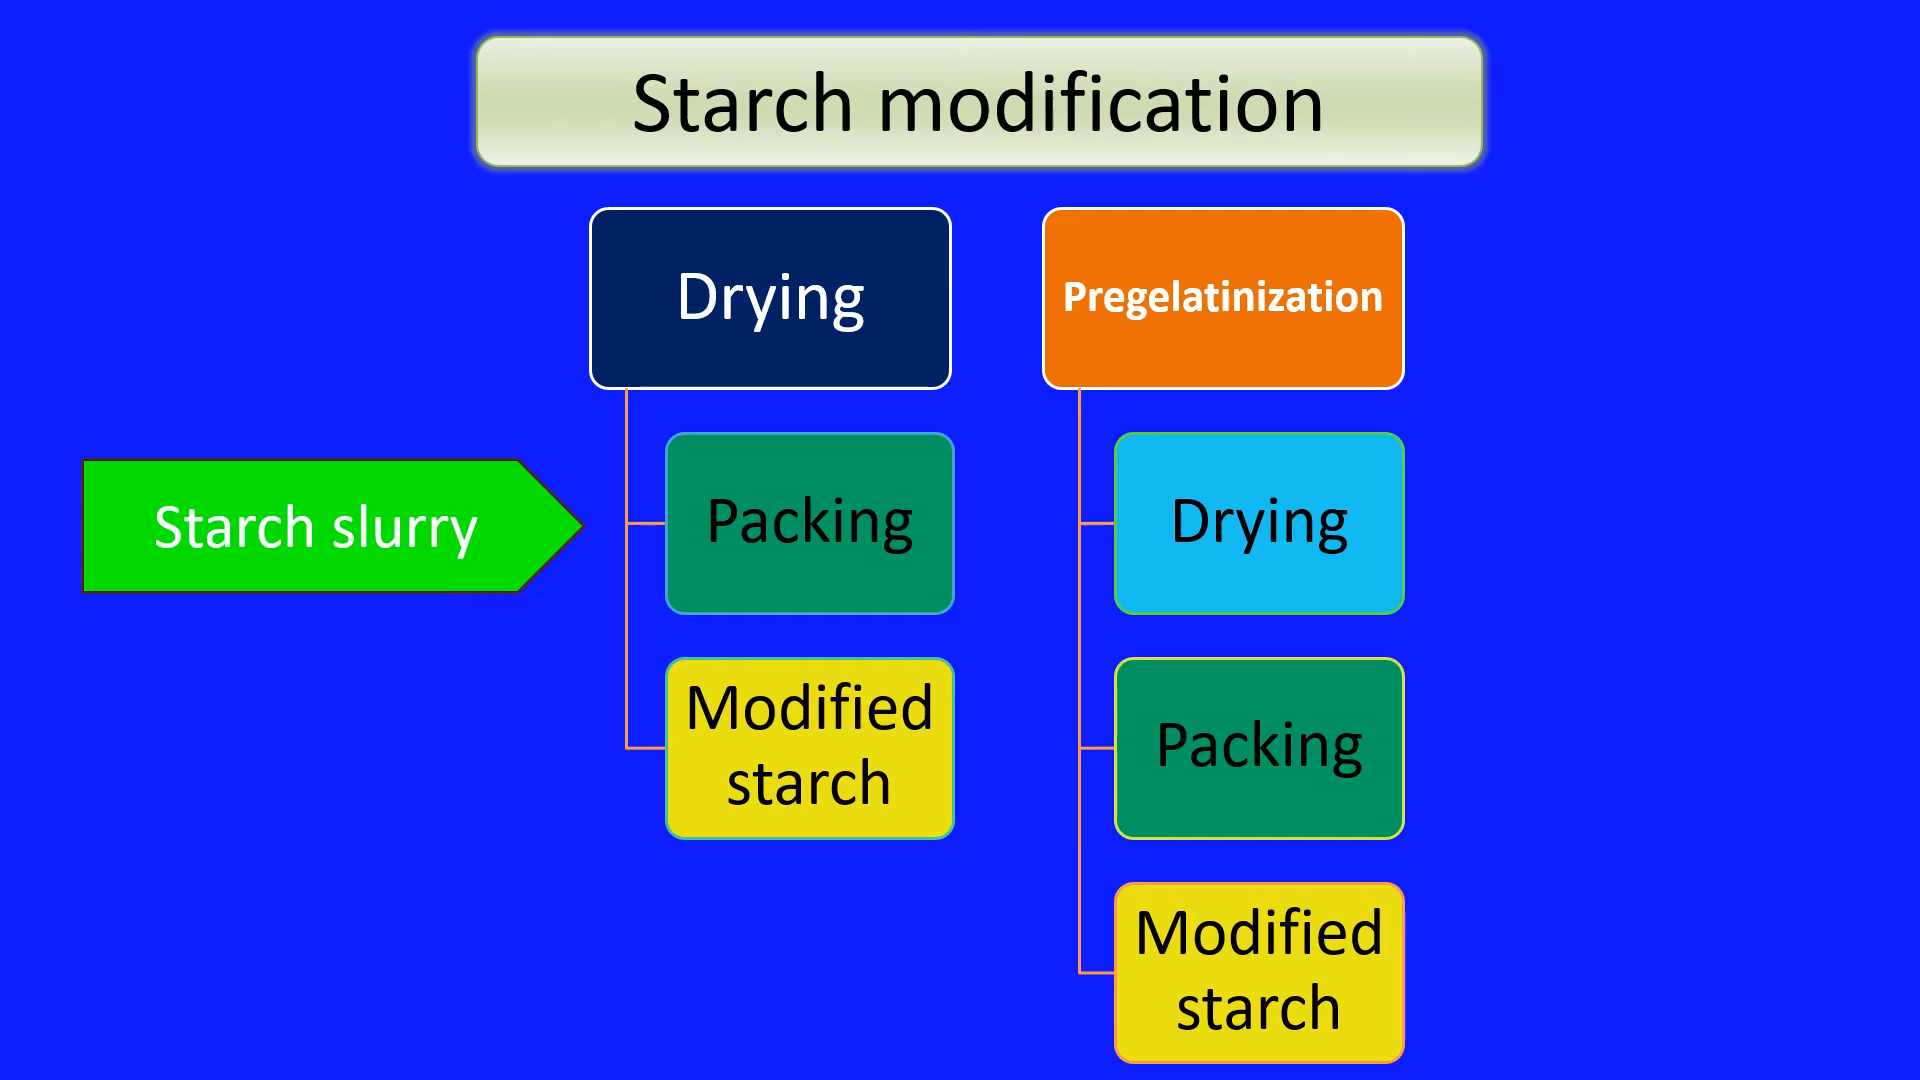 Starch modification
Starch slurry
Drying
Packing
Modified
starch
Pregelatinization
Drying
Packing
Modified
starch